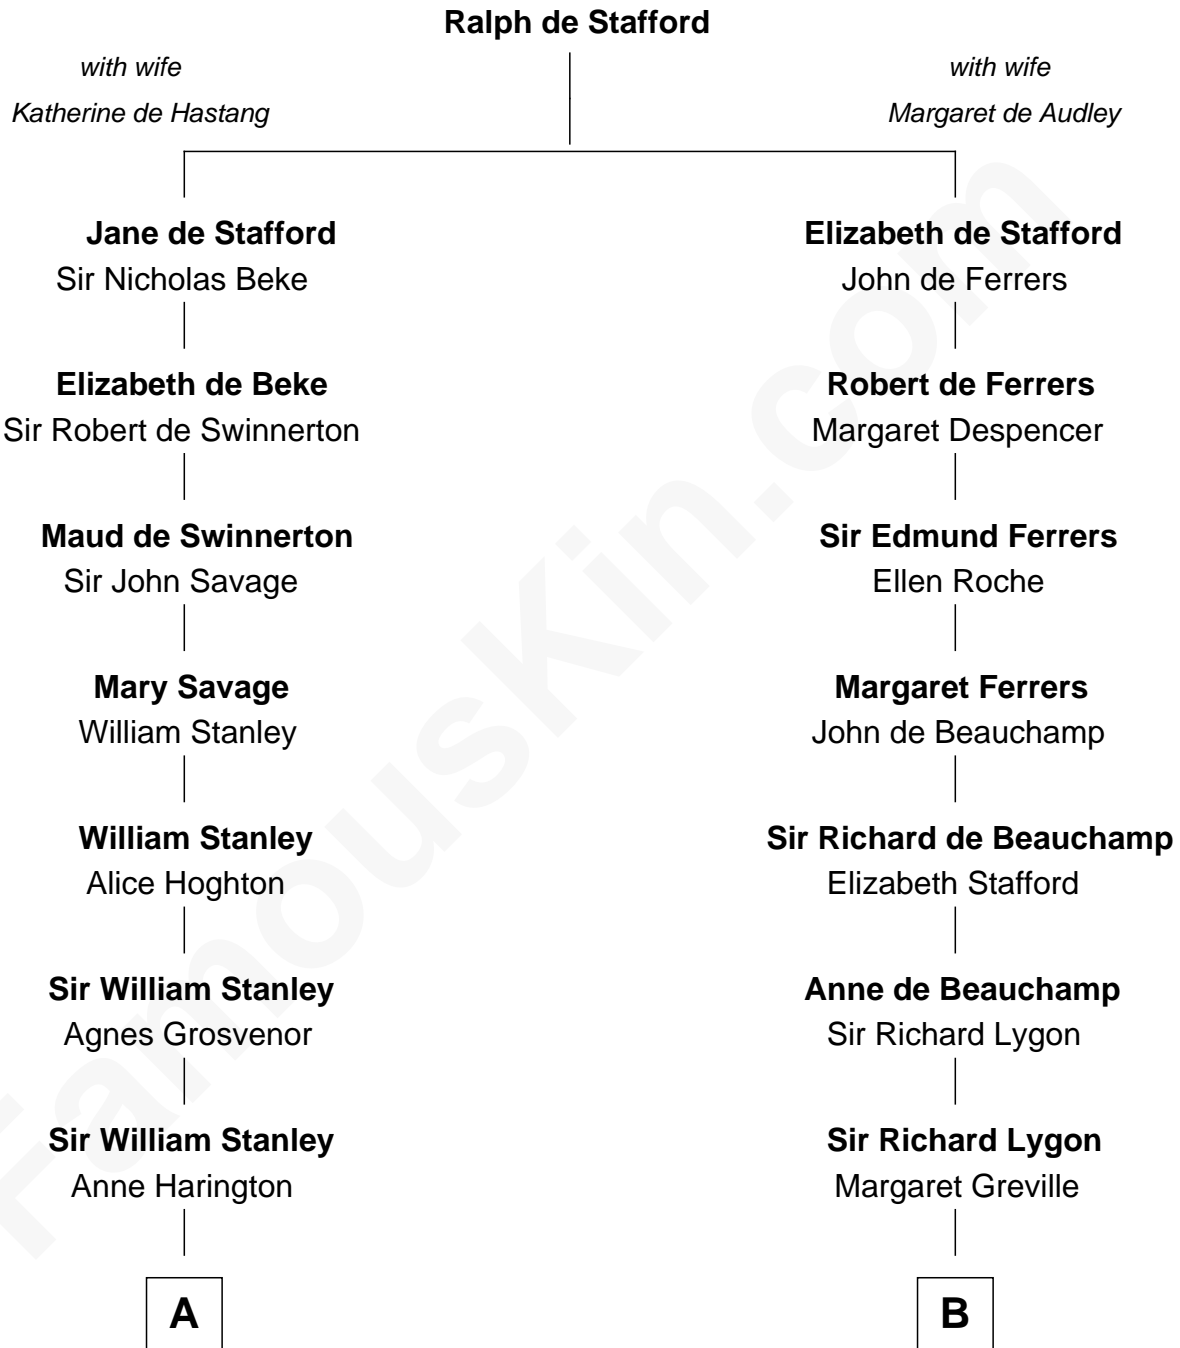 Ralph de Stafford
with wife
Katherine de Hastang
with wife
Margaret de Audley
Jane de Stafford
Sir Nicholas Beke
Elizabeth de Stafford
John de Ferrers
Elizabeth de Beke
Sir Robert de Swinnerton
Robert de Ferrers
Margaret Despencer
Maud de Swinnerton
Sir John Savage
Sir Edmund Ferrers
Ellen Roche
Mary Savage
William Stanley
Margaret Ferrers
John de Beauchamp
William Stanley
Alice Hoghton
Sir Richard de Beauchamp
Elizabeth Stafford
Sir William Stanley
Agnes Grosvenor
Anne de Beauchamp
Sir Richard Lygon
Sir William Stanley
Anne Harington
Sir Richard Lygon
Margaret Greville
A
B
FamousKin.com